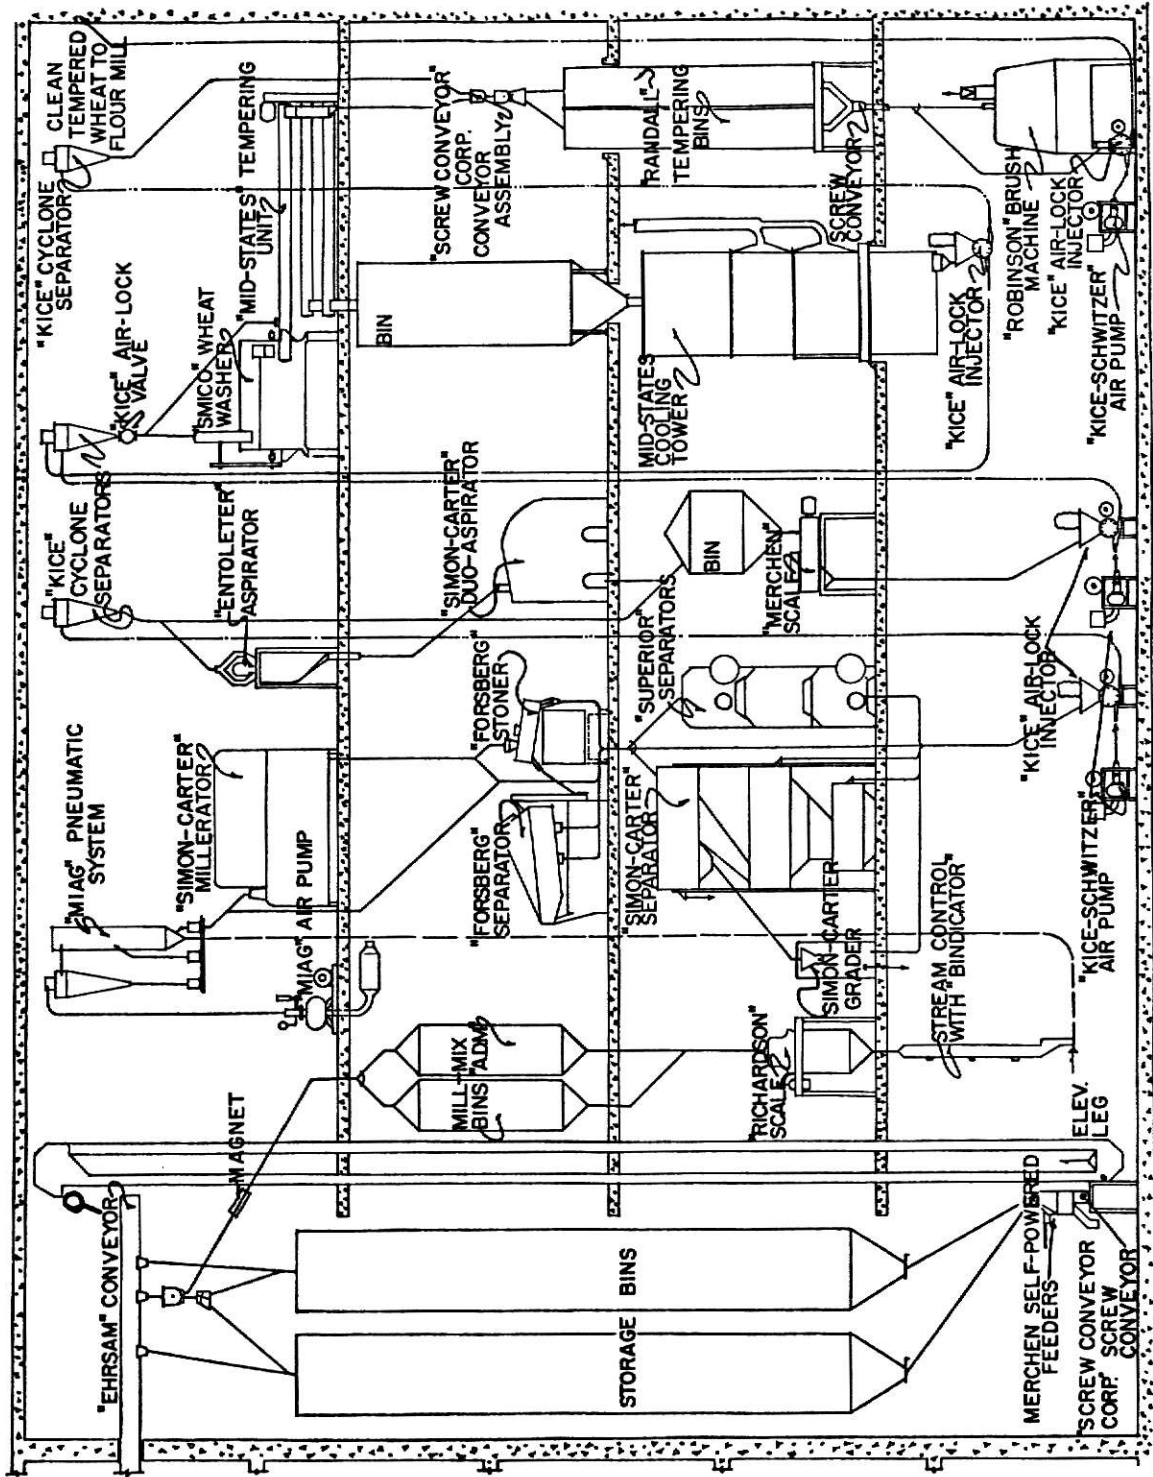 "EHRSAM" CONVEYOR
MAGNET
STORAGE BINS
MERCHEN SELF-POWERED
FEEDERS
"SCREW CONVEYOR
CORP." SCREW
CONVEYOR
ELEV.
LEG
"MIAG" PNEUMATIC
SYSTEM
"SIMON-CARTER"
MILLERATOR
"MIAG" AIR PUMP
MILL-MIX
BINS "ADM"
"RICHARDSON"
SCALE
STREAM CONTROL
WITH "BINDICATOR"
"FORSBERG"
STONER
"FORSBERG"
SEPARATOR
"SUPERIOR"
SEPARATORS
"SIMON-CARTER"
SEPARATOR
SIMON-CARTER
GRADER
"KICE" AIR-LOCK
INJECTOR
"KICE-SCHWITZER"
AIR PUMP
"KICE"
CYCLONE
SEPARATORS
"ENTOLETER"
ASPIRATOR
"SIMON-CARTER"
DUO-ASPIRATOR
BIN
"MERCHEN"
SCALE
"KICE" CYCLONE
SEPARATOR
CLEAN
TEMPERED
WHEAT TO
FLOUR MILL
"KICE" AIR-LOCK
VALVE
"SMICO" WHEAT
WASHER
"MID-STATES" TEMPERING
UNIT
BIN
"SCREW CONVEYOR"
CORP.
CONVEYOR
ASSEMBLY
"RANDALL"
TEMPERING
BINS
MID-STATES
COOLING
TOWER
SCREW
CONVEYOR
"KICE" AIR-LOCK
INJECTOR
"ROBINSON" BRUSH
MACHINE
"KICE" AIR-LOCK
INJECTOR
"KICE-SCHWITZER"
AIR PUMP